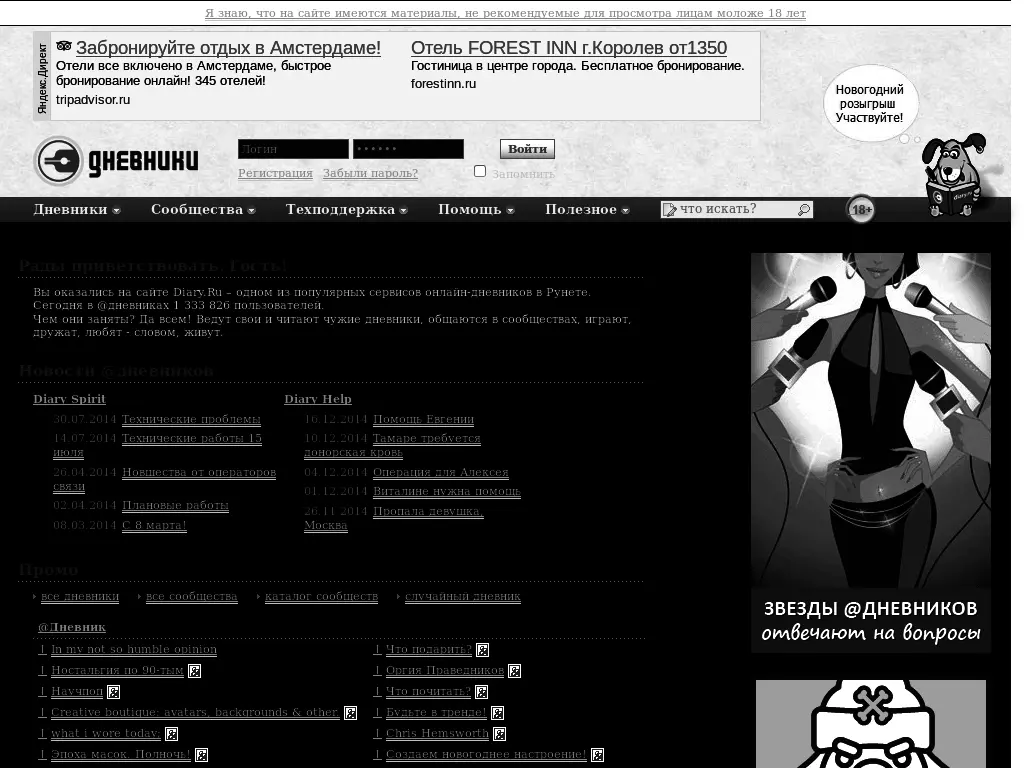 Я знаю, что на сайте имеются материалы, не рекомендуемые для просмотра лицам моложе 18 лет
Яндекс.Директ
Забронируйте отдых в Амстердаме!
Отели все включено в Амстердаме, быстрое
бронирование онлайн! 345 отелей!
tripadvisor.ru
Отель FOREST INN г.Королев от1350
Гостиница в центре города. Бесплатное бронирование.
forestinn.ru
Новогодний
розыгрыш
Участвуйте!
дневники
Логин
Войти
Регистрация Забыли пароль?
Запомнить
diary.ru
Дневники Сообщества Техподдержка Помощь Полезное
что искать?
18+
Рады приветствовать, Гость!
Вы оказались на сайте Diary.Ru – одном из популярных сервисов онлайн-дневников в Рунете.
Сегодня в @дневниках 1 333 826 пользователей.
Чем они заняты? Да всем! Ведут свои и читают чужие дневники, общаются в сообществах, играют,
дружат, любят - словом, живут.
Новости @дневников
Diary Spirit
30.07.2014 Технические проблемы
14.07.2014 Технические работы 15
июля
26.04.2014 Новшества от операторов
связи
02.04.2014 Плановые работы
08.03.2014 С 8 марта!
Diary Help
16.12.2014 Помощь Евгении
10.12.2014 Тамаре требуется
донорская кровь
04.12.2014 Операция для Алексея
01.12.2014 Виталине нужна помощь
26.11.2014 Пропала девушка,
Москва
Промо
все дневники все сообщества каталог сообществ случайный дневник
@Дневник
! In my not so humble opinion
! Ностальгия по 90-тым
! Научпоп
! Creative boutique: avatars, backgrounds & other.
! what i wore today:
! Эпоха масок. Полночь!
! Что подарить?
! Оргия Праведников
! Что почитать?
! Будьте в тренде!
! Chris Hemsworth
! Создаем новогоднее настроение!
ЗВЕЗДЫ @ДНЕВНИКОВ
отвечают на вопросы